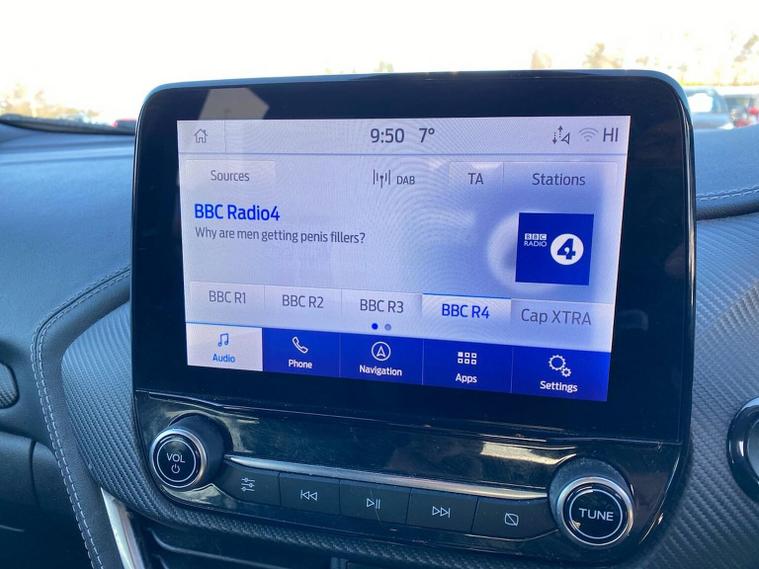 9:50 7° HI
Sources DAB TA Stations
BBC Radio4
Why are men getting penis fillers?
BBC
RADIO 4
BBC R1 BBC R2 BBC R3 BBC R4 Cap XTRA
Audio Phone Navigation Apps Settings
VOL
TUNE